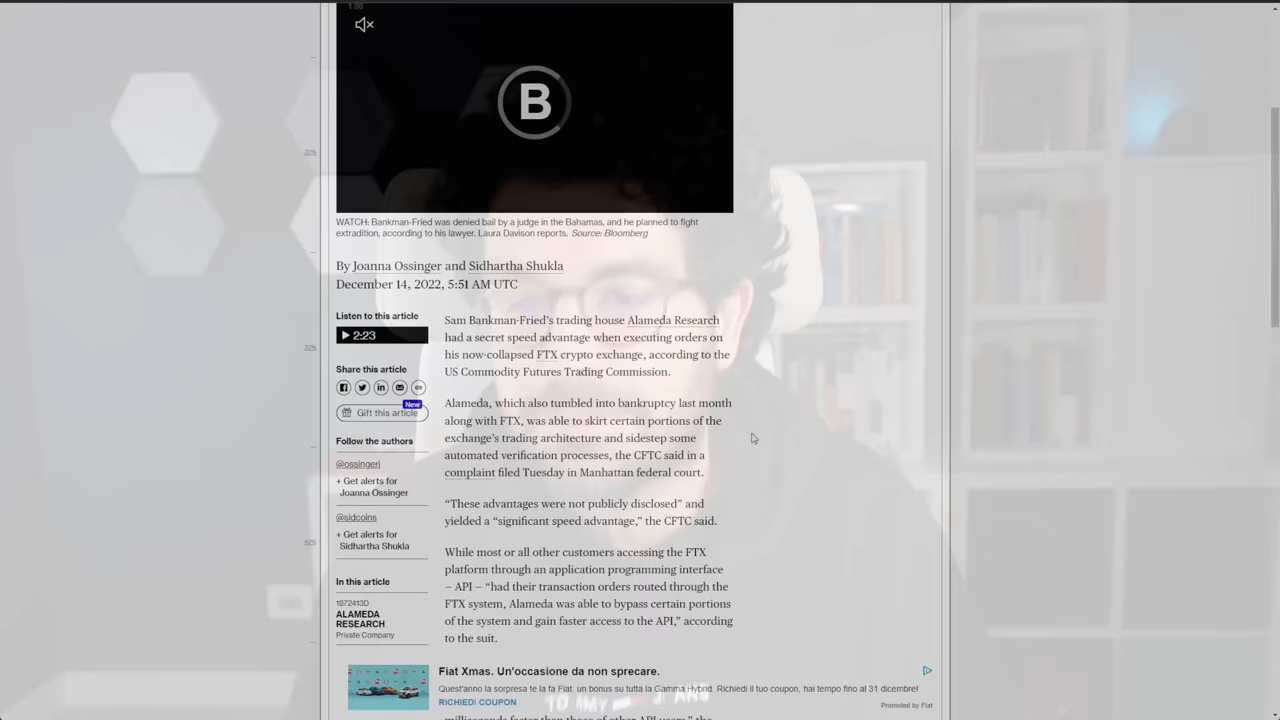 1.00
B
WATCH: Bankman-Fried was denied bail by a judge in the Bahamas, and he planned to fight
extradition, according to his lawyer. Laura Davison reports. Source: Bloomberg
By Joanna Ossinger and Sidhartha Shukla
December 14, 2022, 5:51 AM UTC
Listen to this article
2:23
Share this article
New
Gift this article
Follow the authors
@ossingerj
+ Get alerts for
Joanna Ossinger
@sidcoins
+ Get alerts for
Sidhartha Shukla
In this article
1872413D
ALAMEDA
RESEARCH
Private Company
Sam Bankman-Fried's trading house Alameda Research
had a secret speed advantage when executing orders on
his now-collapsed FTX crypto exchange, according to the
US Commodity Futures Trading Commission.
Alameda, which also tumbled into bankruptcy last month
along with FTX, was able to skirt certain portions of the
exchange's trading architecture and sidestep some
automated verification processes, the CFTC said in a
complaint filed Tuesday in Manhattan federal court.
“These advantages were not publicly disclosed” and
yielded a “significant speed advantage,” the CFTC said.
While most or all other customers accessing the FTX
platform through an application programming interface
— API — “had their transaction orders routed through the
FTX system, Alameda was able to bypass certain portions
of the system and gain faster access to the API,” according
to the suit.
Fiat Xmas. Un'occasione da non sprecare.
Quest'anno la sorpresa te la fa Fiat: un bonus su tutta la Gamma Hybrid. Richiedi il tuo coupon, hai tempo fino al 31 dicembre!
RICHIEDI COUPON
Promoted by Fiat
milliseconds faster than those of other API users,” the